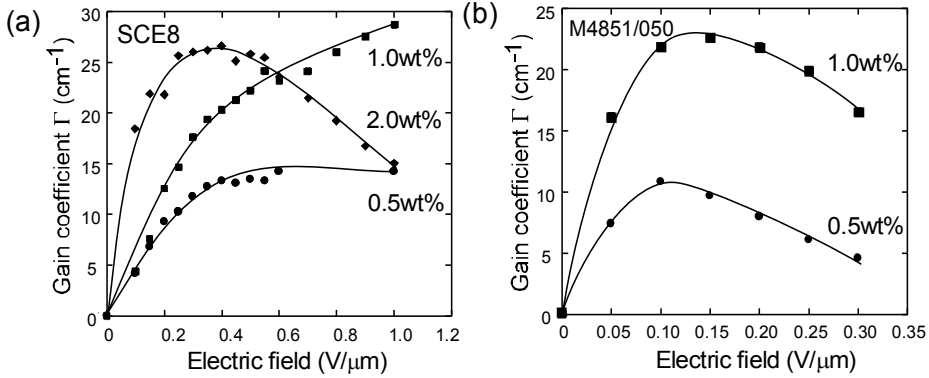 (a)
SCE8
Gain coefficient Γ (cm⁻¹)
30
25
20
15
10
5
0
1.0wt%
2.0wt%
0.5wt%
0.0 0.2 0.4 0.6 0.8 1.0 1.2
Electric field (V/μm)
(b)
M4851/050
Gain coefficient Γ (cm⁻¹)
25
20
15
10
5
0
1.0wt%
0.5wt%
0 0.05 0.10 0.15 0.20 0.25 0.30 0.35
Electric field (V/μm)